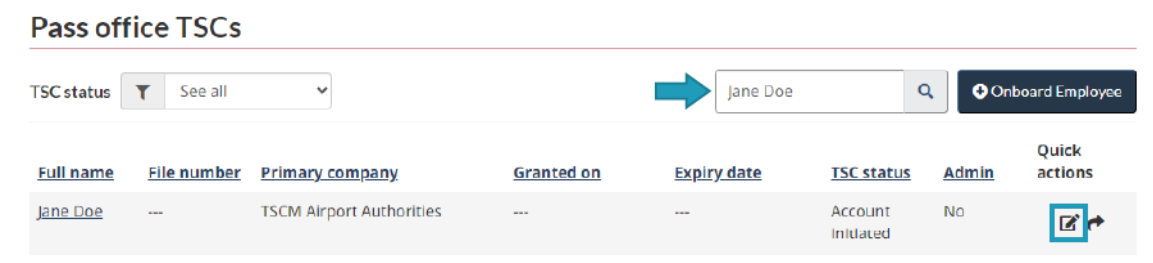 Pass office TSCs
TSC status See all Jane Doe Onboard Employee
Full name File number Primary company Granted on Expiry date TSC status Admin Quick actions
Jane Doe --- TSCM Airport Authorities --- --- Account Initiated No